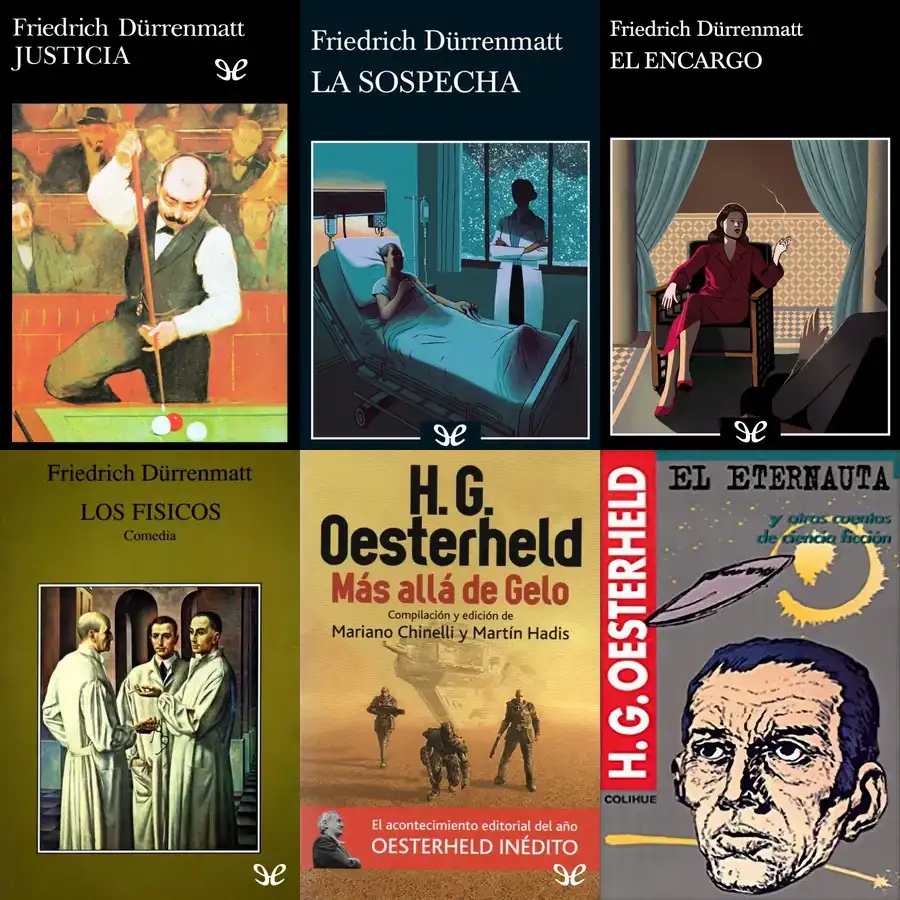 Friedrich Dürrenmatt
JUSTICIA
Friedrich Dürrenmatt
LA SOSPECHA
Friedrich Dürrenmatt
EL ENCARGO
Friedrich Dürrenmatt
LOS FISICOS
Comedia
H. G.
Oesterheld
Más allá de Gelo
Compilación y edición de
Mariano Chinelli y Martín Hadis
El acontecimiento editorial del año
OESTERHELD INÉDITO
H. G. OESTERHELD
COLIHUE
EL ETERNAUTA
y otros cuentos
de ciencia ficción